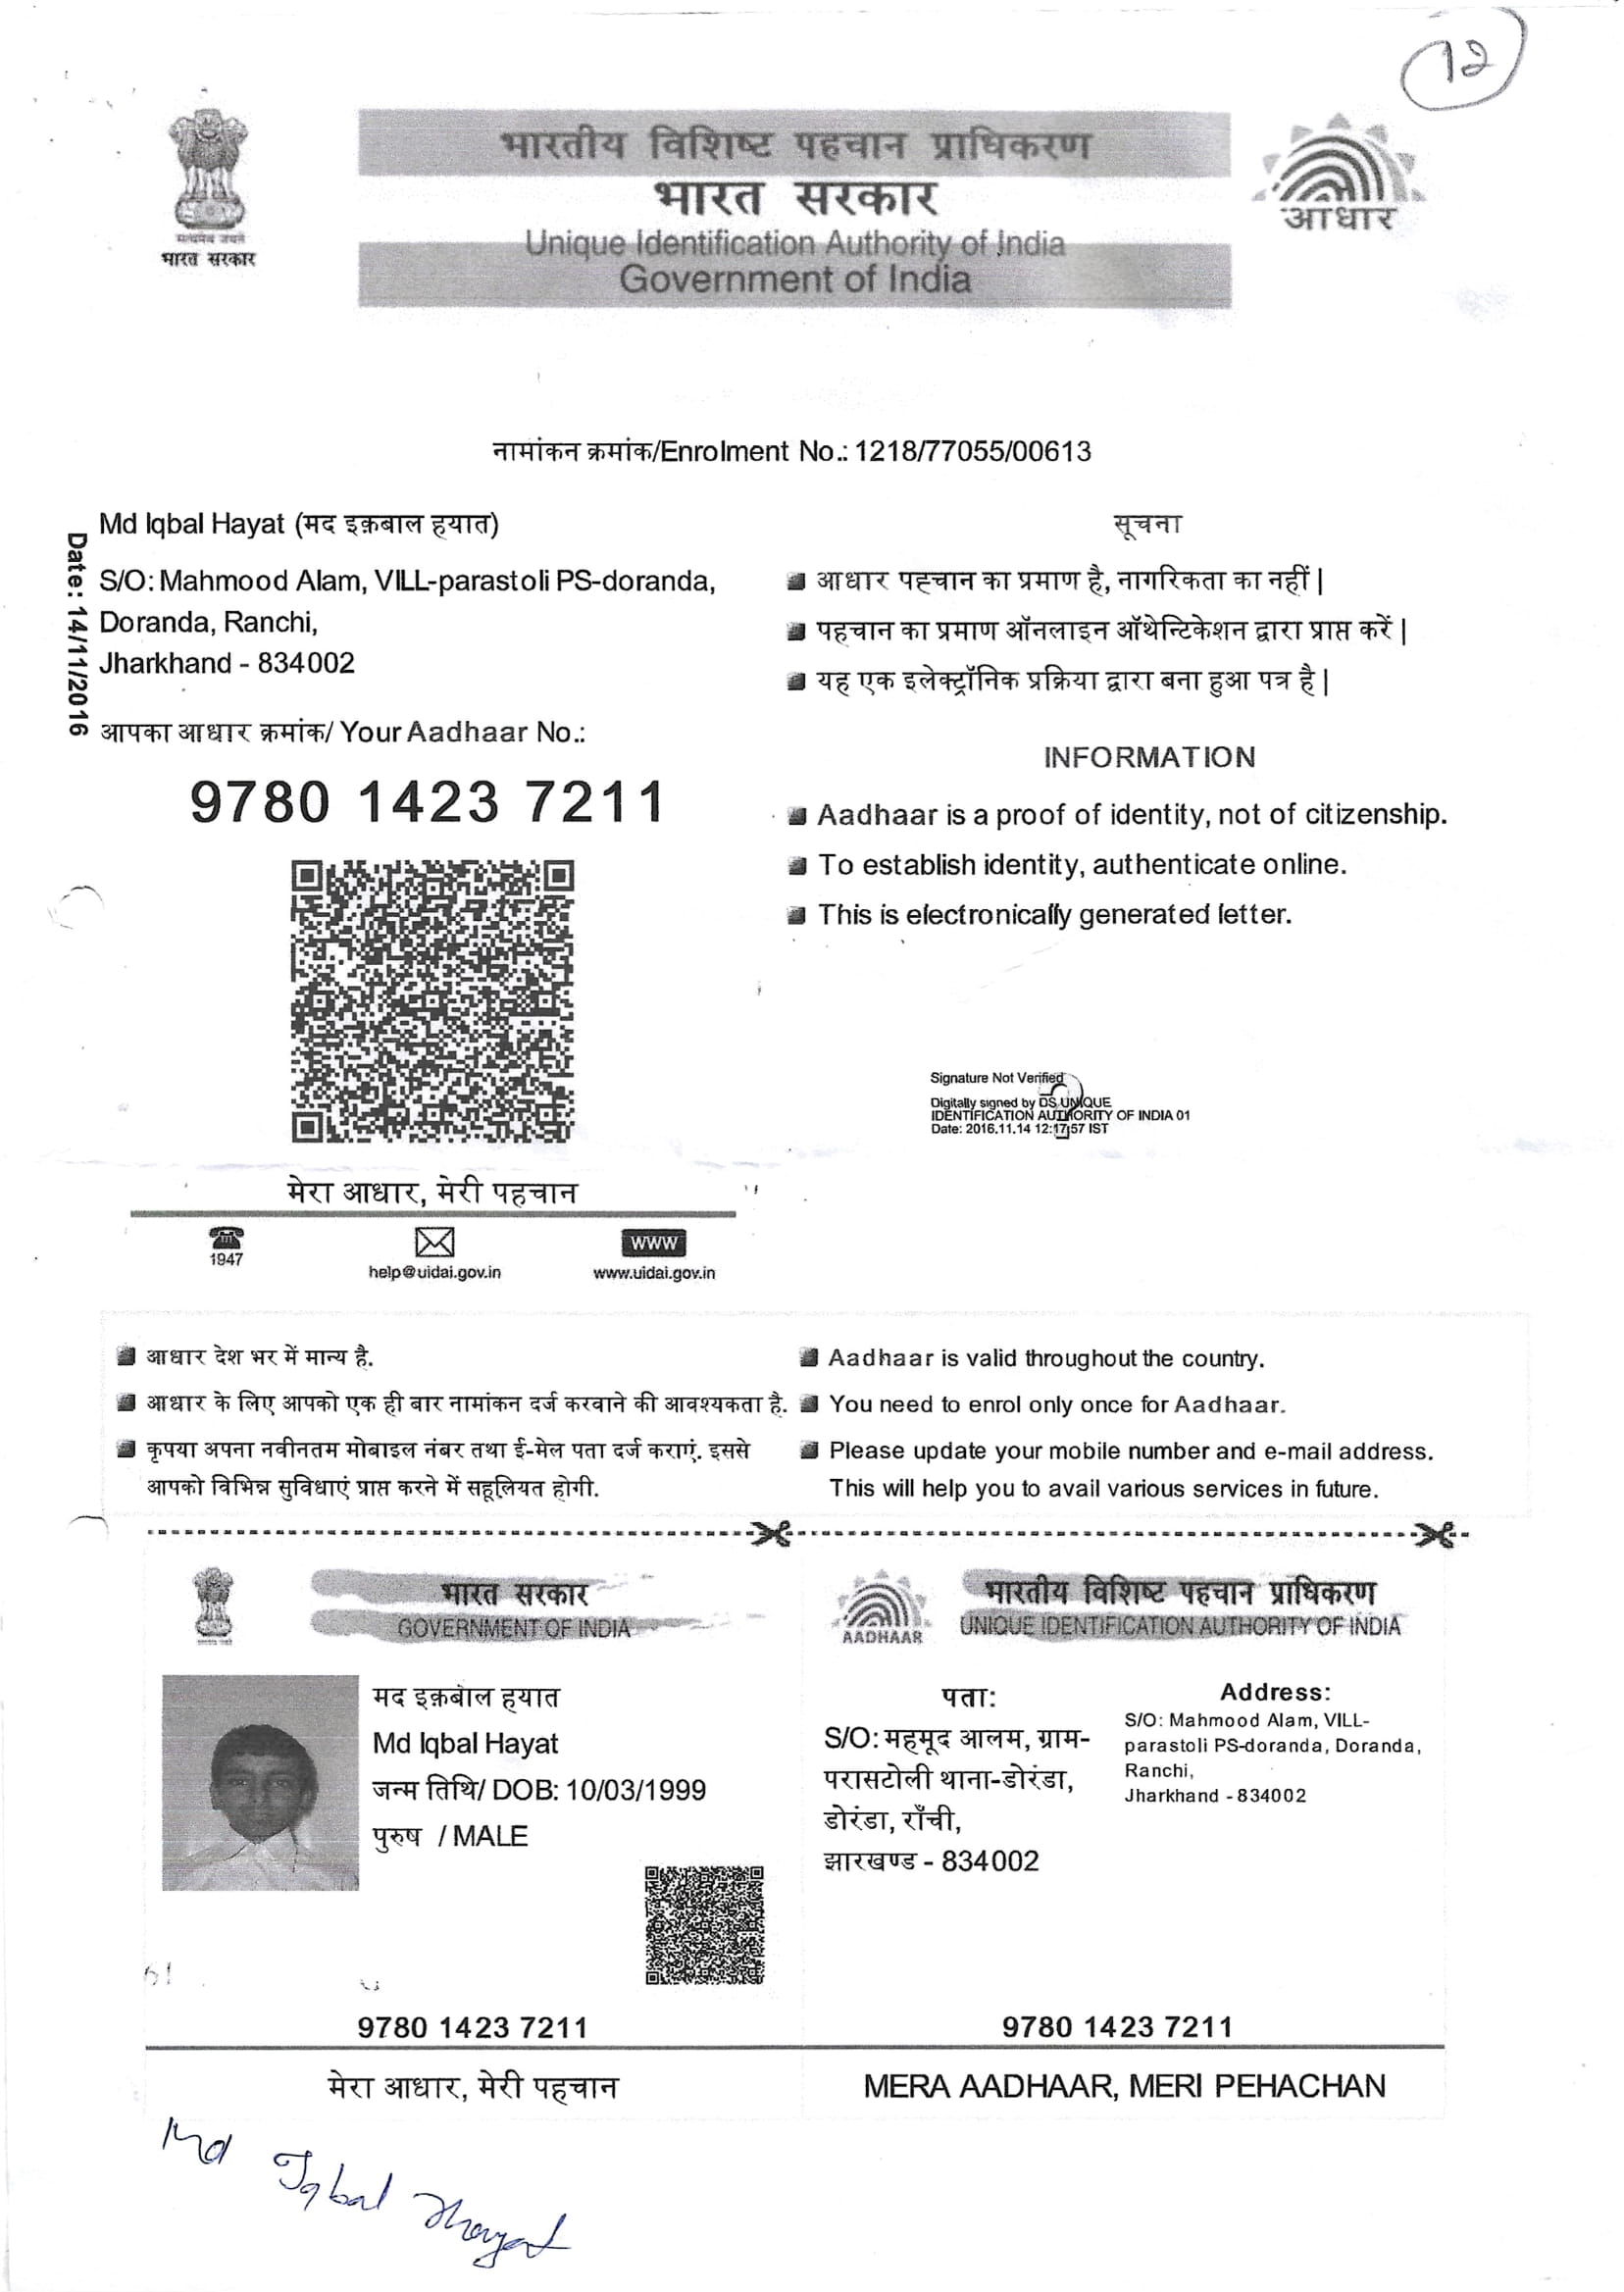 12
भारतीय विशिष्ट पहचान प्राधिकरण
भारत सरकार
Unique Identification Authority of India
Government of India
सत्यमेव जयते
भारत सरकार
आधार
नामांकन क्रमांक/Enrolment No.: 1218/77055/00613
Date: 14/11/2016
Md Iqbal Hayat (मद इक़बाल हयात)
S/O: Mahmood Alam, VILL-parastoli PS-doranda,
Doranda, Ranchi,
Jharkhand - 834002
आपका आधार क्रमांक/ Your Aadhaar No.:
9780 1423 7211
सूचना
आधार पहचान का प्रमाण है, नागरिकता का नहीं |
पहचान का प्रमाण ऑनलाइन ऑथेन्टिकेशन द्वारा प्राप्त करें |
यह एक इलेक्ट्रॉनिक प्रक्रिया द्वारा बना हुआ पत्र है |
INFORMATION
Aadhaar is a proof of identity, not of citizenship.
To establish identity, authenticate online.
This is electronically generated letter.
Signature Not Verified
Digitally signed by DS UNIQUE
IDENTIFICATION AUTHORITY OF INDIA 01
Date: 2016.11.14 12:17:57 IST
मेरा आधार, मेरी पहचान
1947
help@uidai.gov.in
www
www.uidai.gov.in
आधार देश भर में मान्य है.
आधार के लिए आपको एक ही बार नामांकन दर्ज करवाने की आवश्यकता है.
कृपया अपना नवीनतम मोबाइल नंबर तथा ई-मेल पता दर्ज कराएं. इससे
आपको विभिन्न सुविधाएं प्राप्त करने में सहूलियत होगी.
Aadhaar is valid throughout the country.
You need to enrol only once for Aadhaar.
Please update your mobile number and e-mail address.
This will help you to avail various services in future.
भारत सरकार
GOVERNMENT OF INDIA
मद इक़बाल हयात
Md Iqbal Hayat
जन्म तिथि/ DOB: 10/03/1999
पुरुष / MALE
9780 1423 7211
मेरा आधार, मेरी पहचान
AADHAAR
भारतीय विशिष्ट पहचान प्राधिकरण
UNIQUE IDENTIFICATION AUTHORITY OF INDIA
पता:
S/O: महमूद आलम, ग्राम-
परासटोली थाना-डोरंडा,
डोरंडा, राँची,
झारखण्ड - 834002
Address:
S/O: Mahmood Alam, VILL-
parastoli PS-doranda, Doranda,
Ranchi,
Jharkhand - 834002
9780 1423 7211
MERA AADHAAR, MERI PEHACHAN
Md Iqbal Hayat